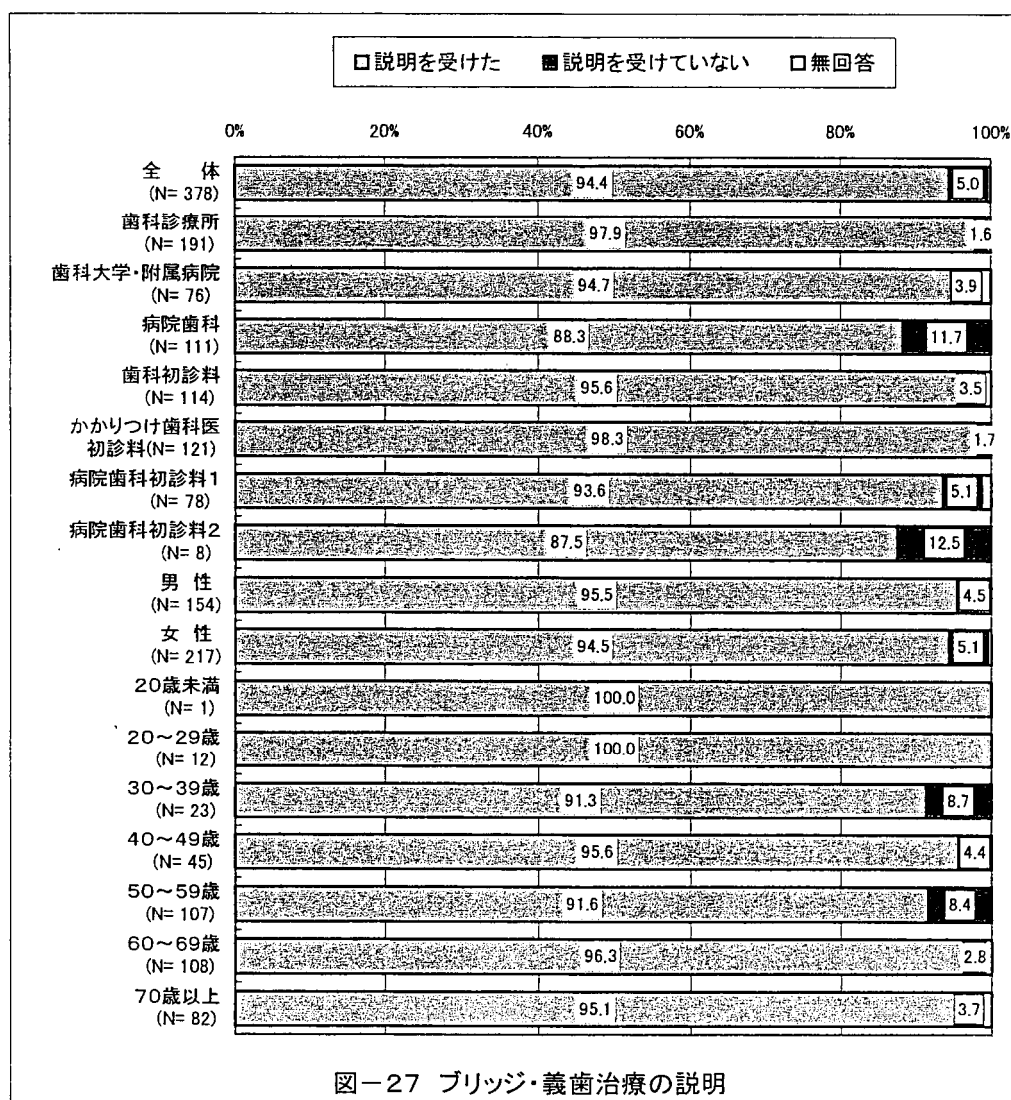 □説明を受けた ■説明を受けていない □無回答
0% 20% 40% 60% 80% 100%
全 体
(N= 378)
94.4 5.0
歯科診療所
(N= 191)
97.9 1.6
歯科大学・附属病院
(N= 76)
94.7 3.9
病院歯科
(N= 111)
88.3 11.7
歯科初診料
(N= 114)
95.6 3.5
かかりつけ歯科医
初診料(N= 121)
98.3 1.7
病院歯科初診料1
(N= 78)
93.6 5.1
病院歯科初診料2
(N= 8)
87.5 12.5
男 性
(N= 154)
95.5 4.5
女 性
(N= 217)
94.5 5.1
20歳未満
(N= 1)
100.0
20～29歳
(N= 12)
100.0
30～39歳
(N= 23)
91.3 8.7
40～49歳
(N= 45)
95.6 4.4
50～59歳
(N= 107)
91.6 8.4
60～69歳
(N= 108)
96.3 2.8
70歳以上
(N= 82)
95.1 3.7
図－27 ブリッジ・義歯治療の説明